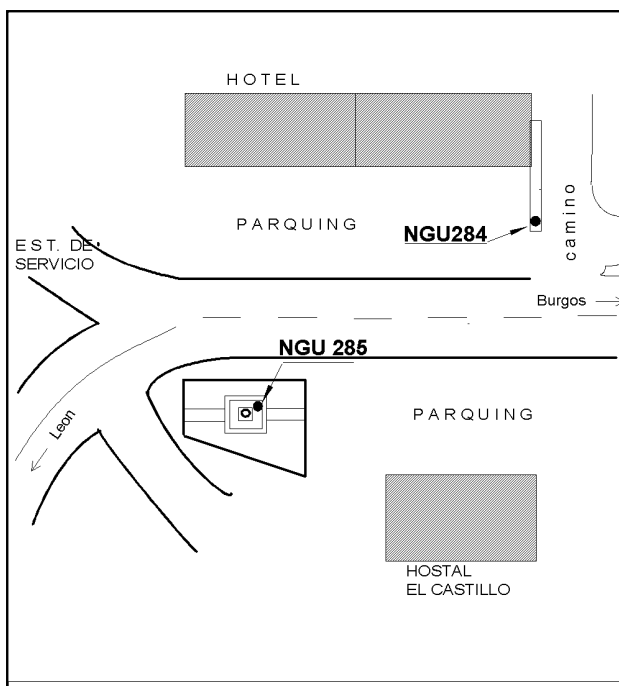 HOTEL
PARQUING
NGU284
camino
EST. DE
SERVICIO
Burgos
NGU 285
Leon
PARQUING
HOSTAL
EL CASTILLO